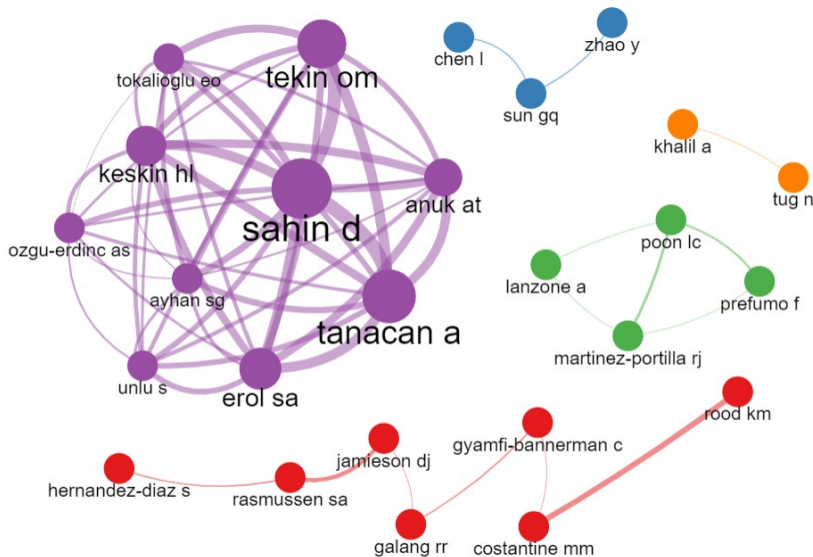 chen l
zhao y
sun gq
tokalioglu eo
tekin om
khalil a
tug n
keskin hl
anuk at
sahin d
ozgu-erdinc as
poon lc
ayhan sg
lanzone a
prefumo f
tanacan a
martinez-portilla rj
unlu s
erol sa
rood km
gyamfi-bannerman c
jamieson dj
hernandez-diaz s
rasmussen sa
galang rr
costantine mm